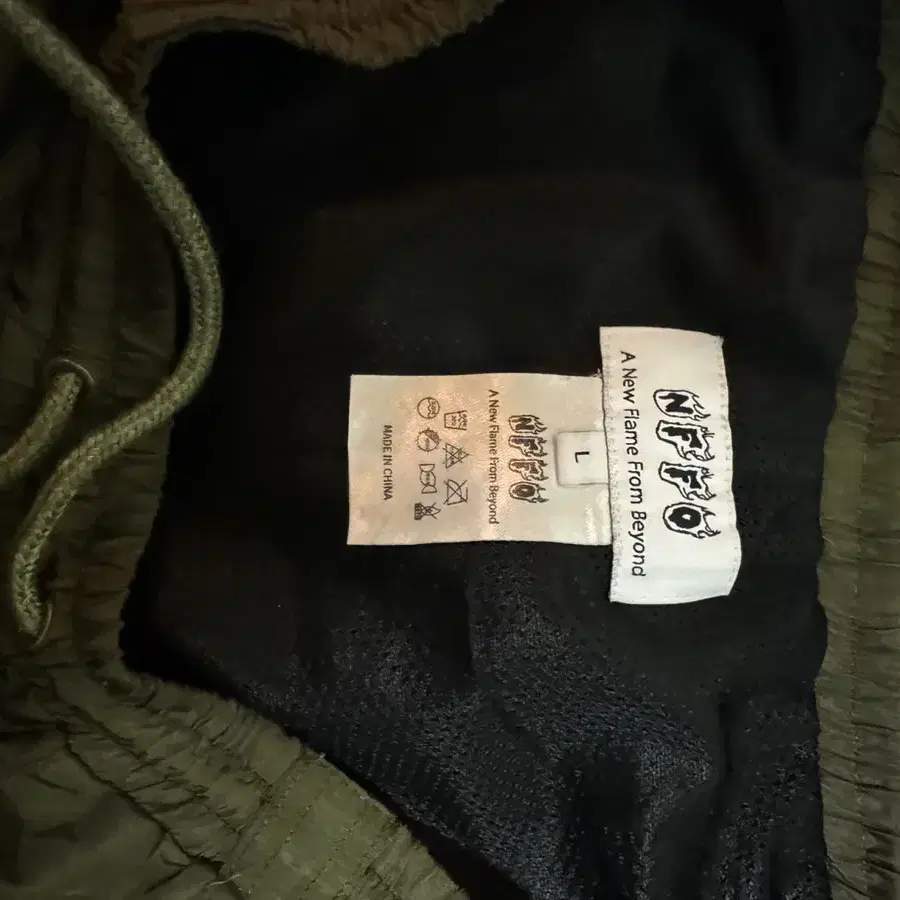 NFFO
A New Flame From Beyond
L
NFFO
A New Flame From Beyond
MADE IN CHINA